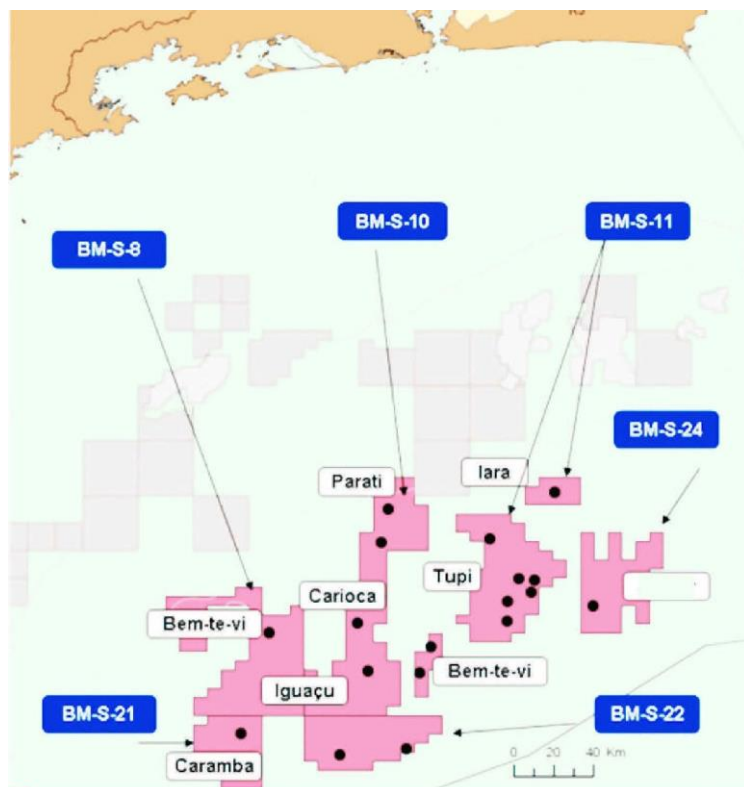 BM-S-10
BM-S-11
BM-S-8
BM-S-24
Iara
Parati
Tupi
Carioca
Bem-te-vi
Bem-te-vi
Iguaçu
BM-S-21
BM-S-22
Caramba
0 20 40 Km